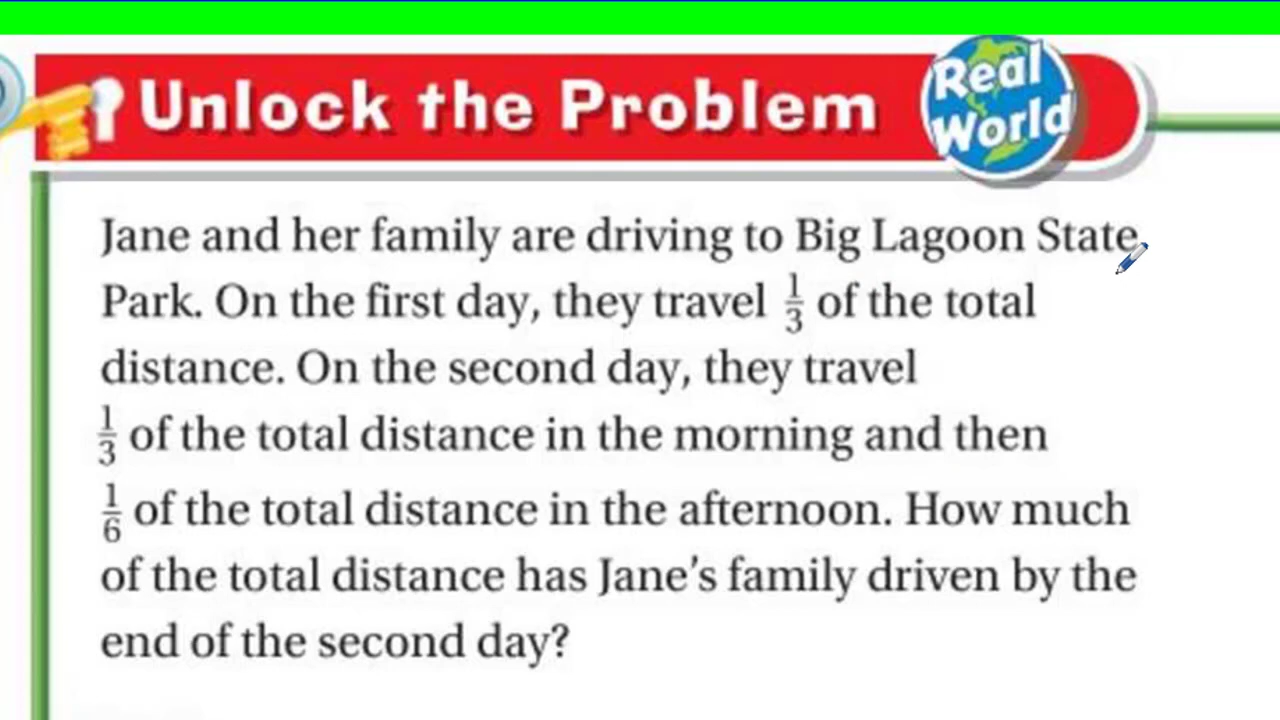 Unlock the Problem
Real
World
Jane and her family are driving to Big Lagoon State
Park. On the first day, they travel 1/3 of the total
distance. On the second day, they travel
1/3 of the total distance in the morning and then
1/6 of the total distance in the afternoon. How much
of the total distance has Jane's family driven by the
end of the second day?